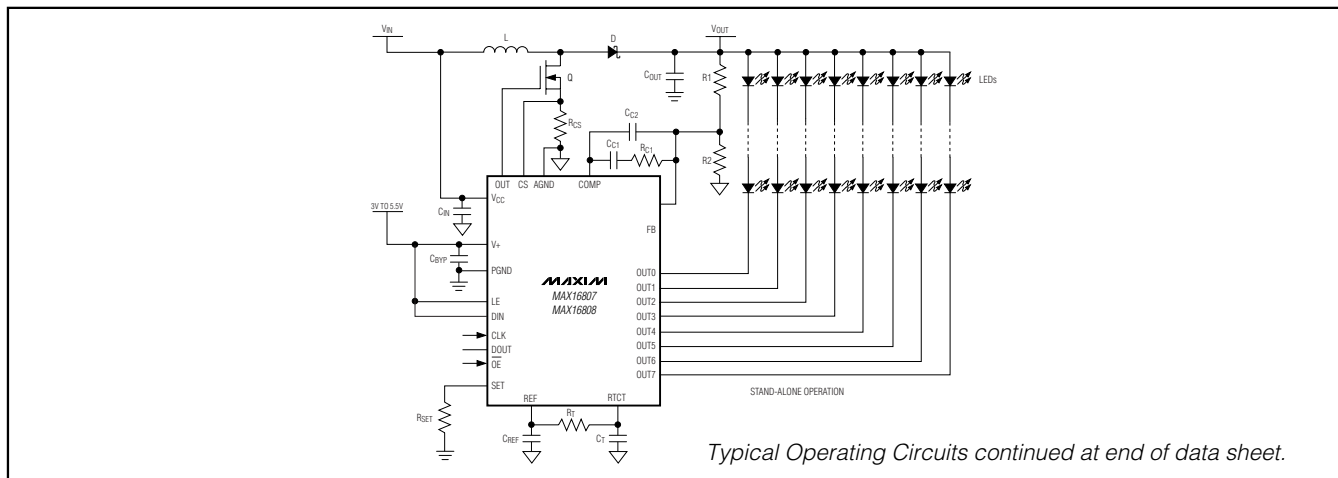 VIN
L
D
VOUT
Q
COUT
R1
LEDs
RCS
CC2
CC1
RC1
R2
OUT
CS
AGND
COMP
VCC
CIN
3V TO 5.5V
FB
V+
CBYP
PGND
MAXIM
MAX16807
MAX16808
OUT0
OUT1
OUT2
OUT3
OUT4
OUT5
OUT6
OUT7
LE
DIN
CLK
DOUT
OE
SET
STAND-ALONE OPERATION
REF
RTCT
RSET
RT
CREF
CT
Typical Operating Circuits continued at end of data sheet.